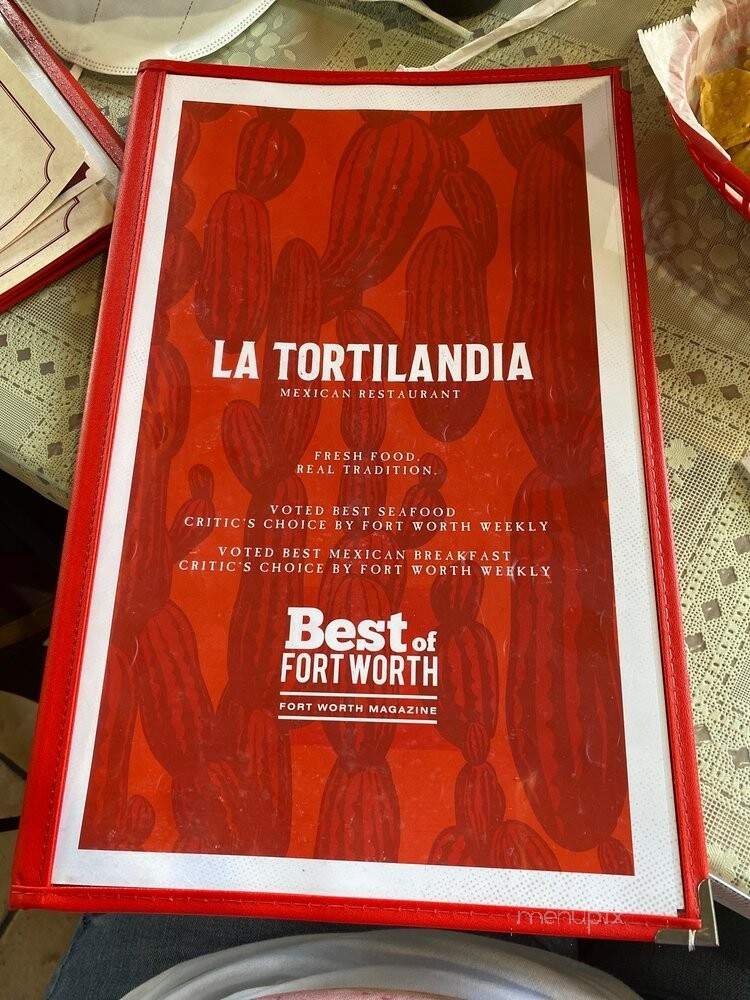 LA TORTILANDIA
MEXICAN RESTAURANT
FRESH FOOD.
REAL TRADITION.
VOTED BEST SEAFOOD
CRITIC'S CHOICE BY FORT WORTH WEEKLY
VOTED BEST MEXICAN BREAKFAST
CRITIC'S CHOICE BY FORT WORTH WEEKLY
Best of
FORT WORTH
FORT WORTH MAGAZINE
menupix